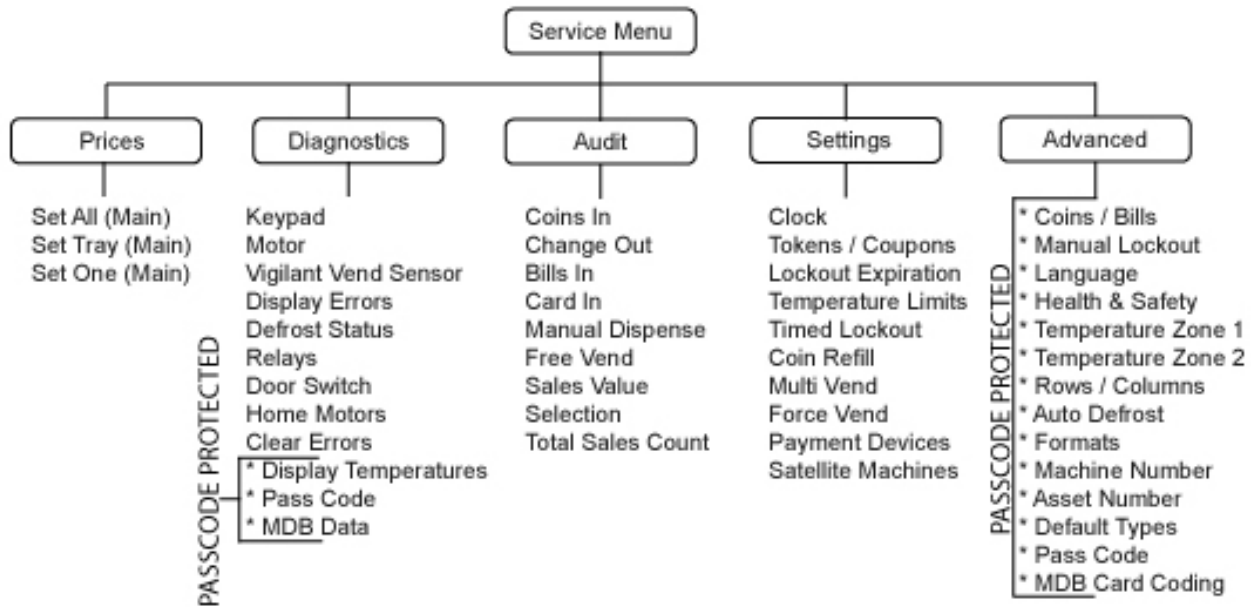 Service Menu
Prices
Diagnostics
Audit
Settings
Advanced
Set All (Main)
Set Tray (Main)
Set One (Main)
Keypad
Motor
Vigilant Vend Sensor
Display Errors
Defrost Status
Relays
Door Switch
Home Motors
Clear Errors
PASSCODE PROTECTED
* Display Temperatures
* Pass Code
* MDB Data
Coins In
Change Out
Bills In
Card In
Manual Dispense
Free Vend
Sales Value
Selection
Total Sales Count
Clock
Tokens / Coupons
Lockout Expiration
Temperature Limits
Timed Lockout
Coin Refill
Multi Vend
Force Vend
Payment Devices
Satellite Machines
PASSCODE PROTECTED
* Coins / Bills
* Manual Lockout
* Language
* Health & Safety
* Temperature Zone 1
* Temperature Zone 2
* Rows / Columns
* Auto Defrost
* Formats
* Machine Number
* Asset Number
* Default Types
* Pass Code
* MDB Card Coding